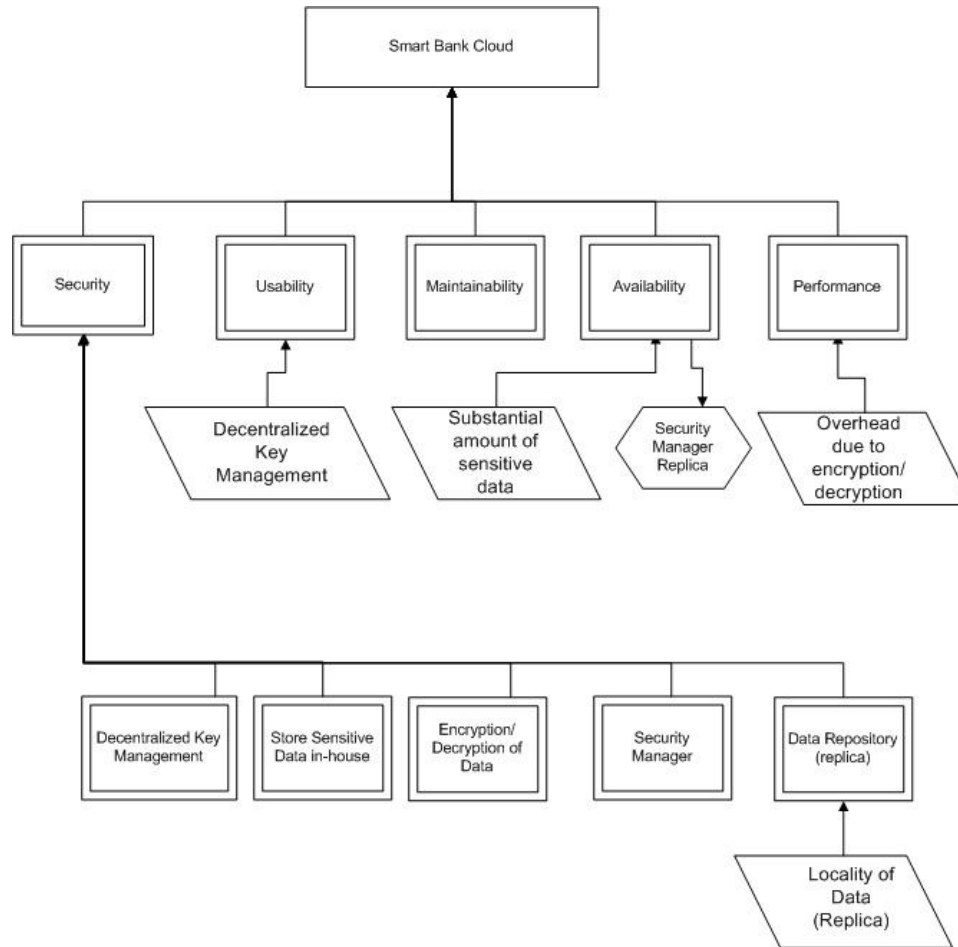 Smart Bank Cloud
Security
Usability
Maintainability
Availability
Performance
Decentralized
Key
Management
Substantial
amount of
sensitive
data
Security
Manager
Replica
Overhead
due to
encryption/
decryption
Decentralized Key
Management
Store Sensitive
Data in-house
Encryption/
Decryption of
Data
Security
Manager
Data Repository
(replica)
Locality of
Data
(Replica)